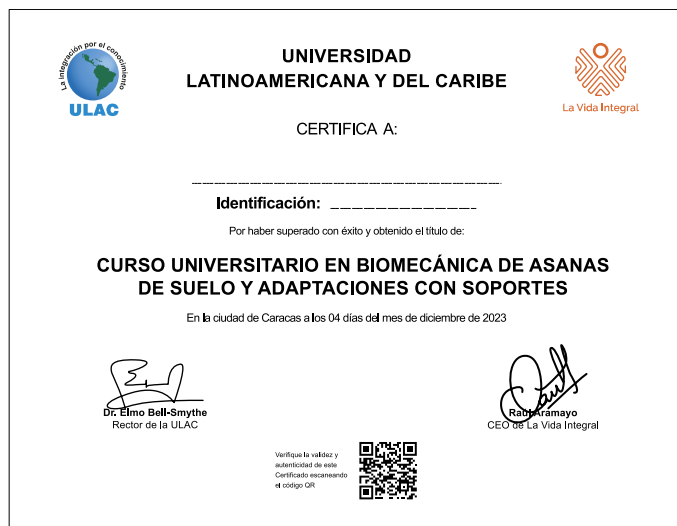 La integración por el conocimiento
ULAC
UNIVERSIDAD
LATINOAMERICANA Y DEL CARIBE
La Vida Integral
CERTIFICA A:
Identificación:
Por haber superado con éxito y obtenido el título de:
CURSO UNIVERSITARIO EN BIOMECÁNICA DE ASANAS
DE SUELO Y ADAPTACIONES CON SOPORTES
En la ciudad de Caracas a los 04 días del mes de diciembre de 2023
Dr. Elmo Bell-Smythe
Rector de la ULAC
Raúl Aramayo
CEO de La Vida Integral
Verifique la validez y
autenticidad de este
Certificado escaneando
el código QR